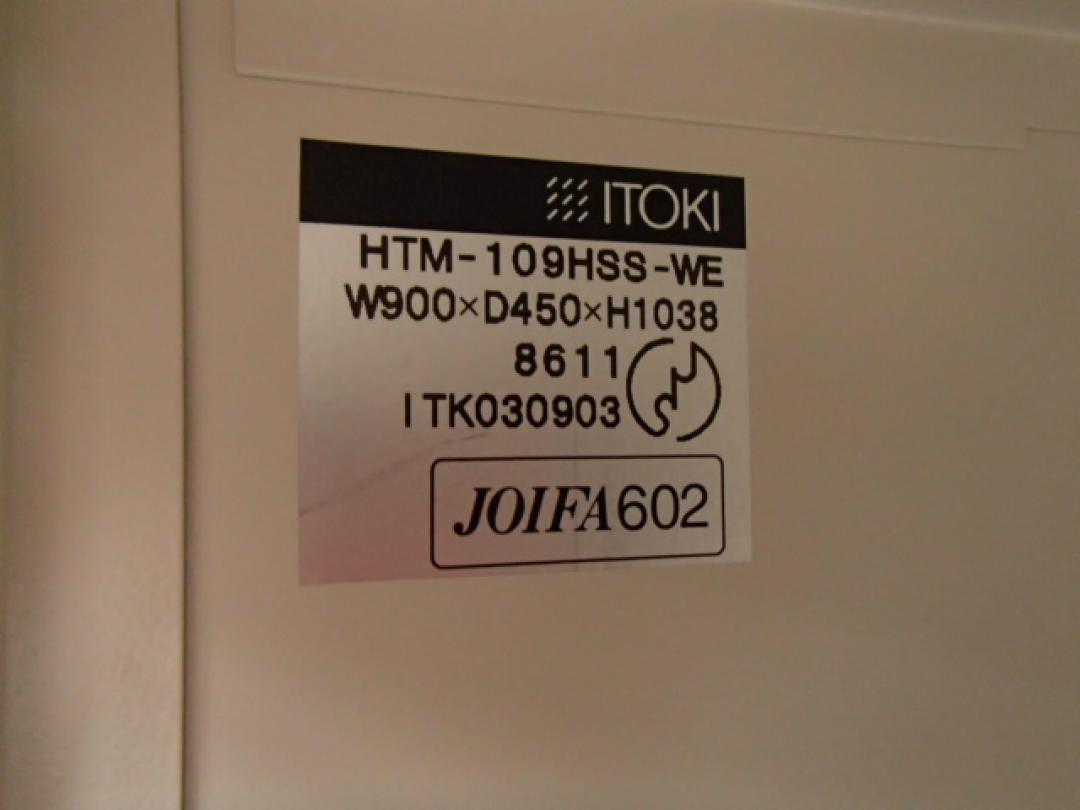 ITOKI
HTM-109HSS-WE
W900×D450×H1038
8611
ITK030903
JOIFA602